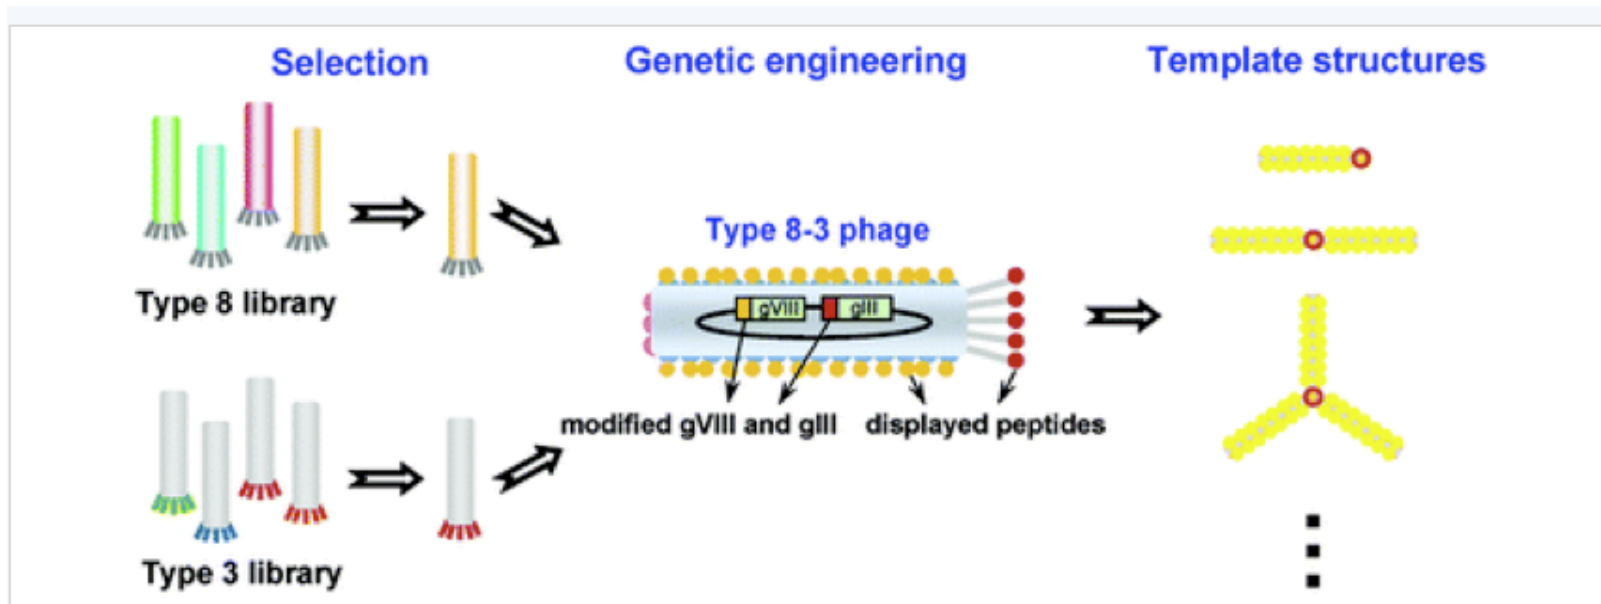 Selection
Genetic engineering
Template structures
Type 8 library
Type 8-3 phage
gVIII
gIII
modified gVIII and gIII
displayed peptides
Type 3 library